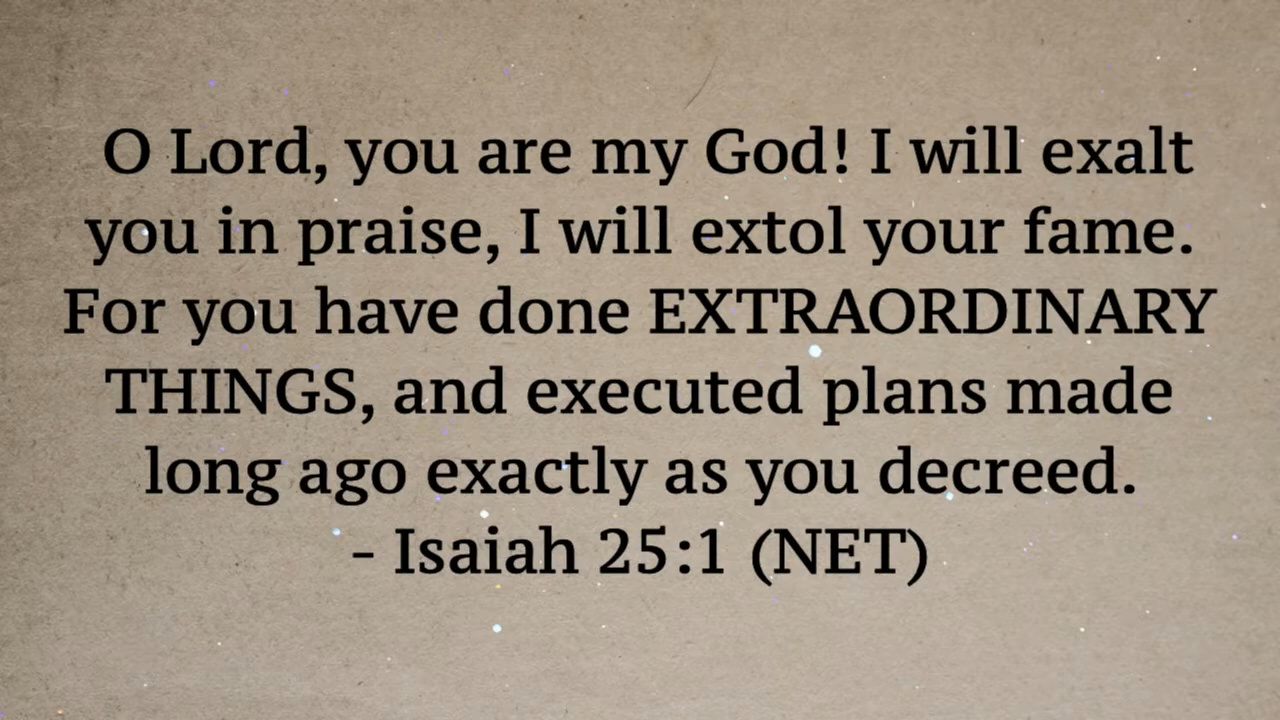 O Lord, you are my God! I will exalt
you in praise, I will extol your fame.
For you have done EXTRAORDINARY
THINGS, and executed plans made
long ago exactly as you decreed.
- Isaiah 25:1 (NET)